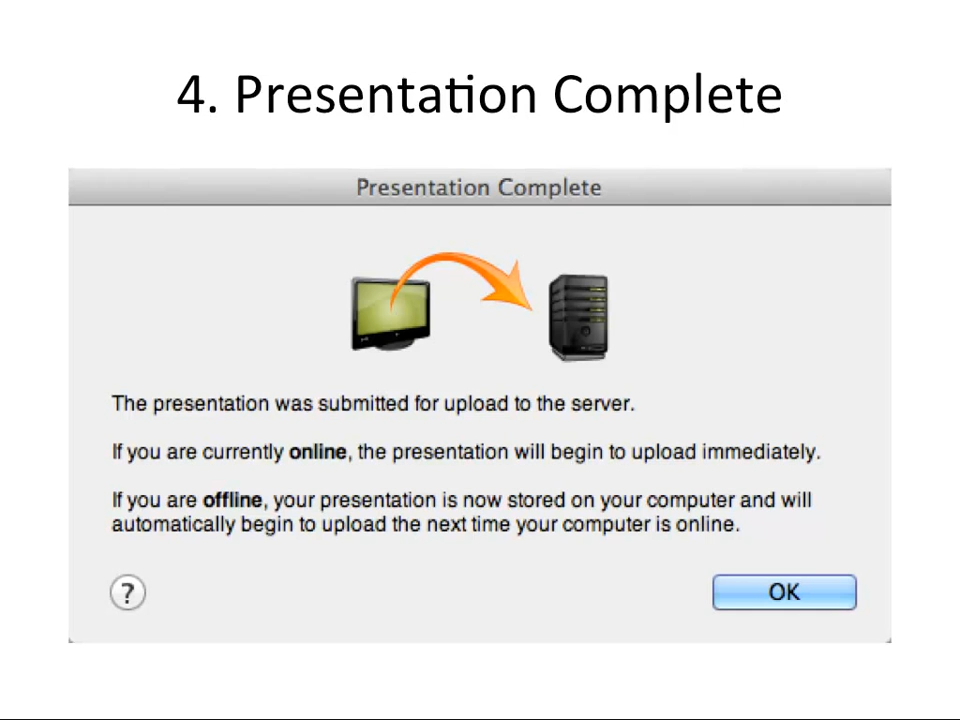 4. Presentation Complete
Presentation Complete
The presentation was submitted for upload to the server.
If you are currently online, the presentation will begin to upload immediately.
If you are offline, your presentation is now stored on your computer and will
automatically begin to upload the next time your computer is online.
?
OK